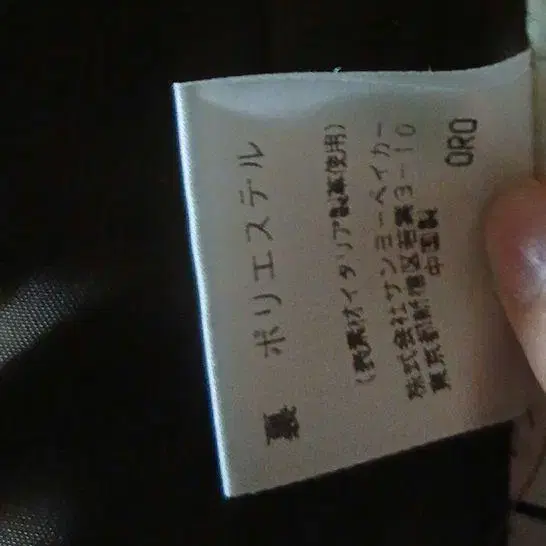 裏 ポリエステル
(表素材イタリア製革使用)
株式会社サンヨーベイカー
東京都新宿区若葉3-10
中国製
ORO